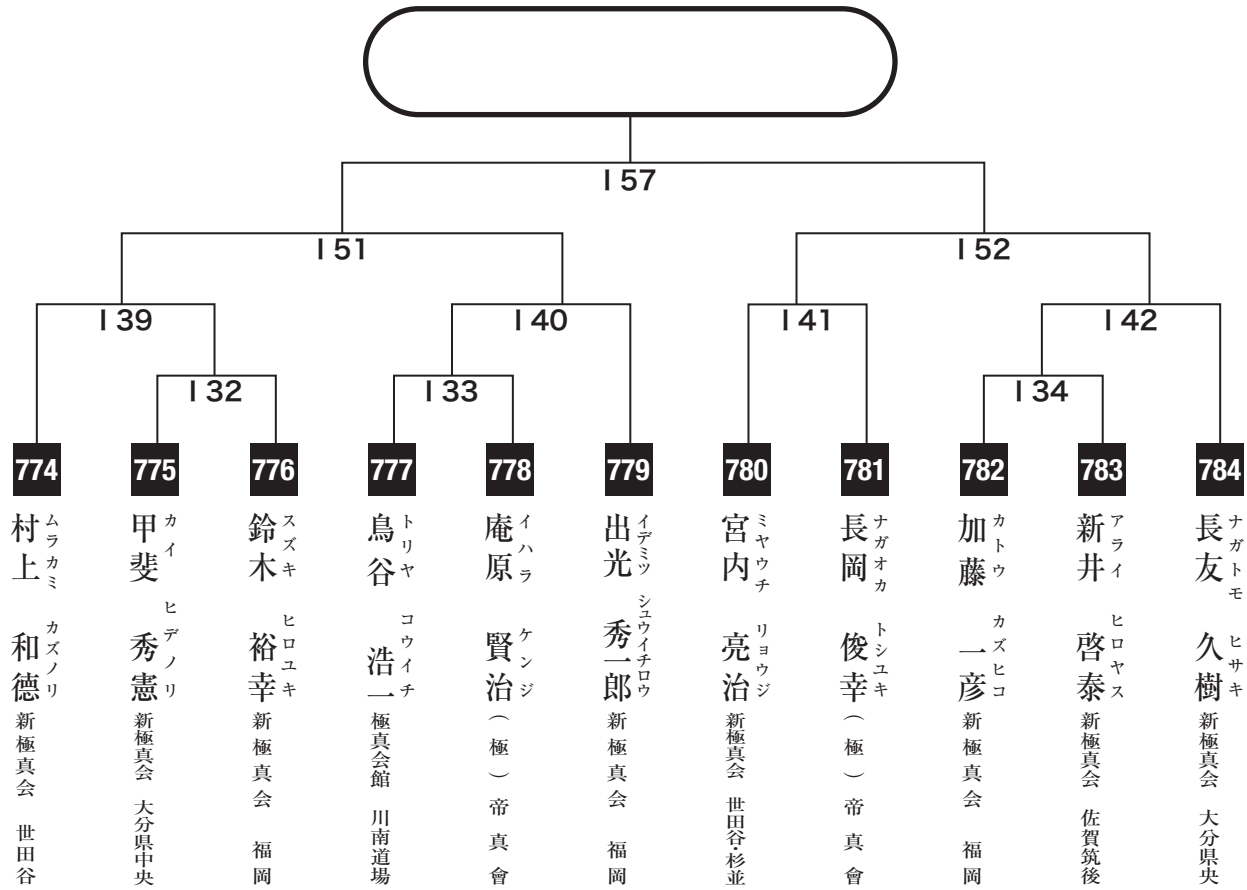 I 57
I 51
I 52
I 39
I 40
I 41
I 42
I 32
I 33
I 34
774
775
776
777
778
779
780
781
782
783
784
村上 和德
ムラカミ カズノリ
新極真会 世田谷
甲斐 秀憲
カイ ヒデノリ
新極真会 大分県中央
鈴木 裕幸
スズキ ヒロユキ
新極真会 福岡
鳥谷 浩一
トリヤ コウイチ
極真会館 川南道場
庵原 賢治
イハラ ケンジ
（極）帝真會
出光 秀一郎
イデミツ シュウイチロウ
新極真会 福岡
宮内 亮治
ミヤウチ リョウジ
新極真会 世田谷・杉並
長岡 俊幸
ナガオカ トシユキ
（極）帝真會
加藤 一彦
カトウ カズヒコ
新極真会 福岡
新井 啓泰
アライ ヒロヤス
新極真会 佐賀筑後
長友 久樹
ナガトモ ヒサキ
新極真会 大分県央